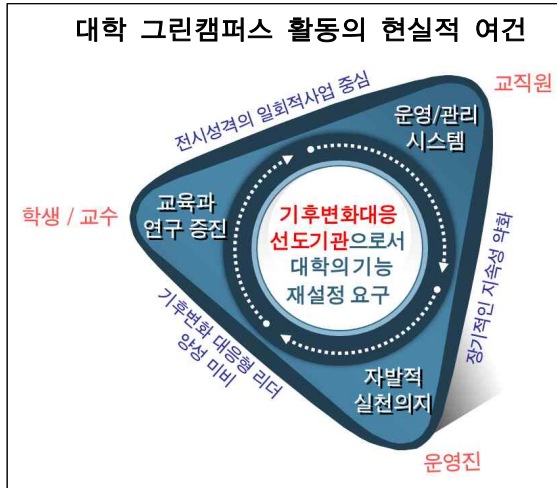 대학 그린캠퍼스 활동의 현실적 여건
교직원
전시성격의 일회적사업 중심
운영/관리
시스템
학생 / 교수
교육과
연구 증진
기후변화대응
선도기관으로서
대학의 기능
재설정 요구
장기적인 지속성 약화
기후변화 대응형 리더
양성 미비
자발적
실천의지
운영진